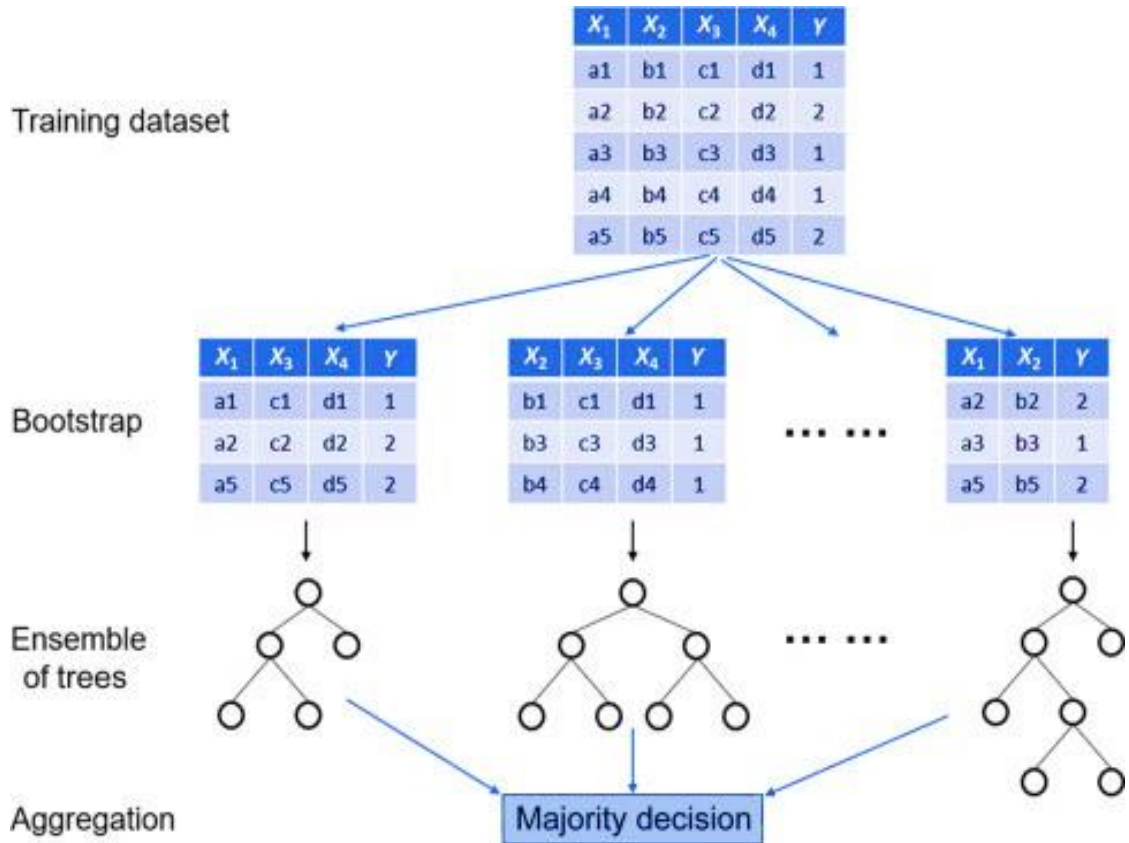 X₁ X₂ X₃ X₄ Y
a1 b1 c1 d1 1
a2 b2 c2 d2 2
a3 b3 c3 d3 1
a4 b4 c4 d4 1
a5 b5 c5 d5 2
Training dataset
X₁ X₃ X₄ Y
a1 c1 d1 1
a2 c2 d2 2
a5 c5 d5 2
X₂ X₃ X₄ Y
b1 c1 d1 1
b3 c3 d3 1
b4 c4 d4 1
... ...
X₁ X₂ Y
a2 b2 2
a3 b3 1
a5 b5 2
Bootstrap
Ensemble
of trees
... ...
Aggregation
Majority decision